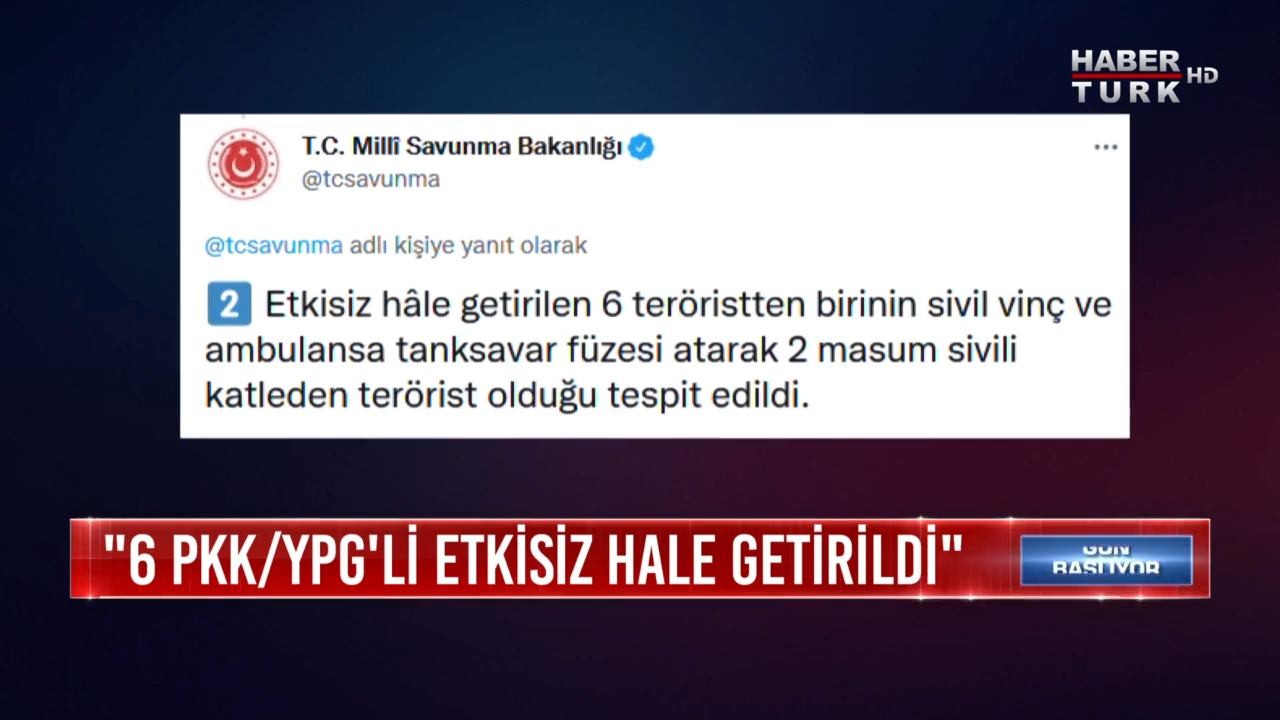 HABER
TURK HD
T.C. Millî Savunma Bakanlığı
@tcsavunma
@tcsavunma adlı kişiye yanıt olarak
2 Etkisiz hâle getirilen 6 teröristten birinin sivil vinç ve
ambulansa tanksavar füzesi atarak 2 masum sivili
katleden terörist olduğu tespit edildi.
"6 PKK/YPG'Lİ ETKİSİZ HALE GETİRİLDİ"
GÜN
BAŞLIYOR